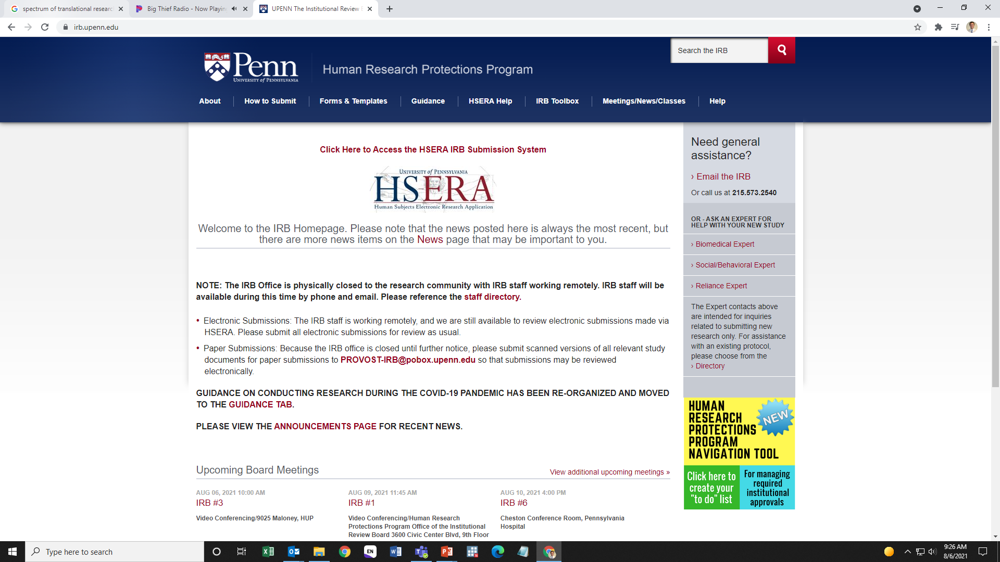 spectrum of translational researc
Big Thief Radio - Now Playin
UPENN The Institutional Review
irb.upenn.edu
Search the IRB
Penn
UNIVERSITY of PENNSYLVANIA
Human Research Protections Program
About
How to Submit
Forms & Templates
Guidance
HSERA Help
IRB Toolbox
Meetings/News/Classes
Help
Click Here to Access the HSERA IRB Submission System
UNIVERSITY of PENNSYLVANIA
HSERA
Human Subjects Electronic Research Application
Welcome to the IRB Homepage. Please note that the news posted here is always the most recent, but
there are more news items on the News page that may be important to you.
NOTE: The IRB Office is physically closed to the research community with IRB staff working remotely. IRB staff will be
available during this time by phone and email. Please reference the staff directory.
• Electronic Submissions: The IRB staff is working remotely, and we are still available to review electronic submissions made via
HSERA. Please submit all electronic submissions for review as usual.
• Paper Submissions: Because the IRB office is closed until further notice, please submit scanned versions of all relevant study
documents for paper submissions to PROVOST-IRB@pobox.upenn.edu so that submissions may be reviewed
electronically.
GUIDANCE ON CONDUCTING RESEARCH DURING THE COVID-19 PANDEMIC HAS BEEN RE-ORGANIZED AND MOVED
TO THE GUIDANCE TAB.
PLEASE VIEW THE ANNOUNCEMENTS PAGE FOR RECENT NEWS.
Upcoming Board Meetings
View additional upcoming meetings »
AUG 06, 2021 10:00 AM
IRB #3
Video Conferencing/9025 Maloney, HUP
AUG 09, 2021 11:45 AM
IRB #1
Video Conferencing/Human Research
Protections Program Office of the Institutional
Review Board 3600 Civic Center Blvd, 9th Floor
AUG 10, 2021 4:00 PM
IRB #6
Cheston Conference Room, Pennsylvania
Hospital
Need general
assistance?
› Email the IRB
Or call us at 215.573.2540
OR - ASK AN EXPERT FOR
HELP WITH YOUR NEW STUDY
› Biomedical Expert
› Social/Behavioral Expert
› Reliance Expert
The Expert contacts above
are intended for inquiries
related to submitting new
research only. For assistance
with an existing protocol,
please choose from the
› Directory
HUMAN
RESEARCH
PROTECTIONS
PROGRAM
NAVIGATION TOOL
NEW
Click here to
create your
"to do" list
For managing
required
institutional
approvals
Type here to search
EN
9:26 AM
8/6/2021